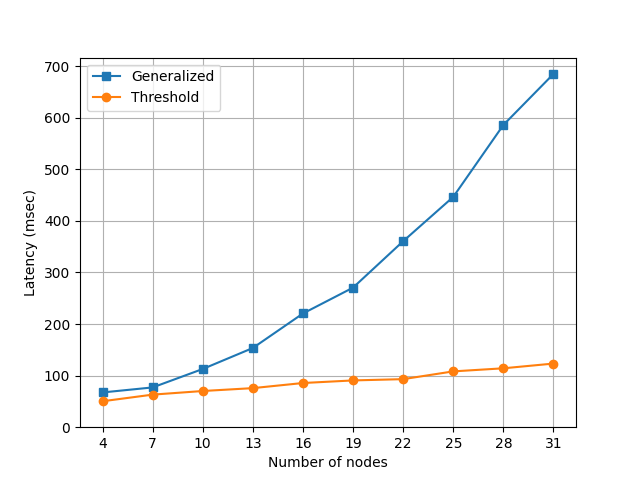 Generalized
Threshold
700
600
500
400
300
200
100
0
Latency (msec)
4 7 10 13 16 19 22 25 28 31
Number of nodes